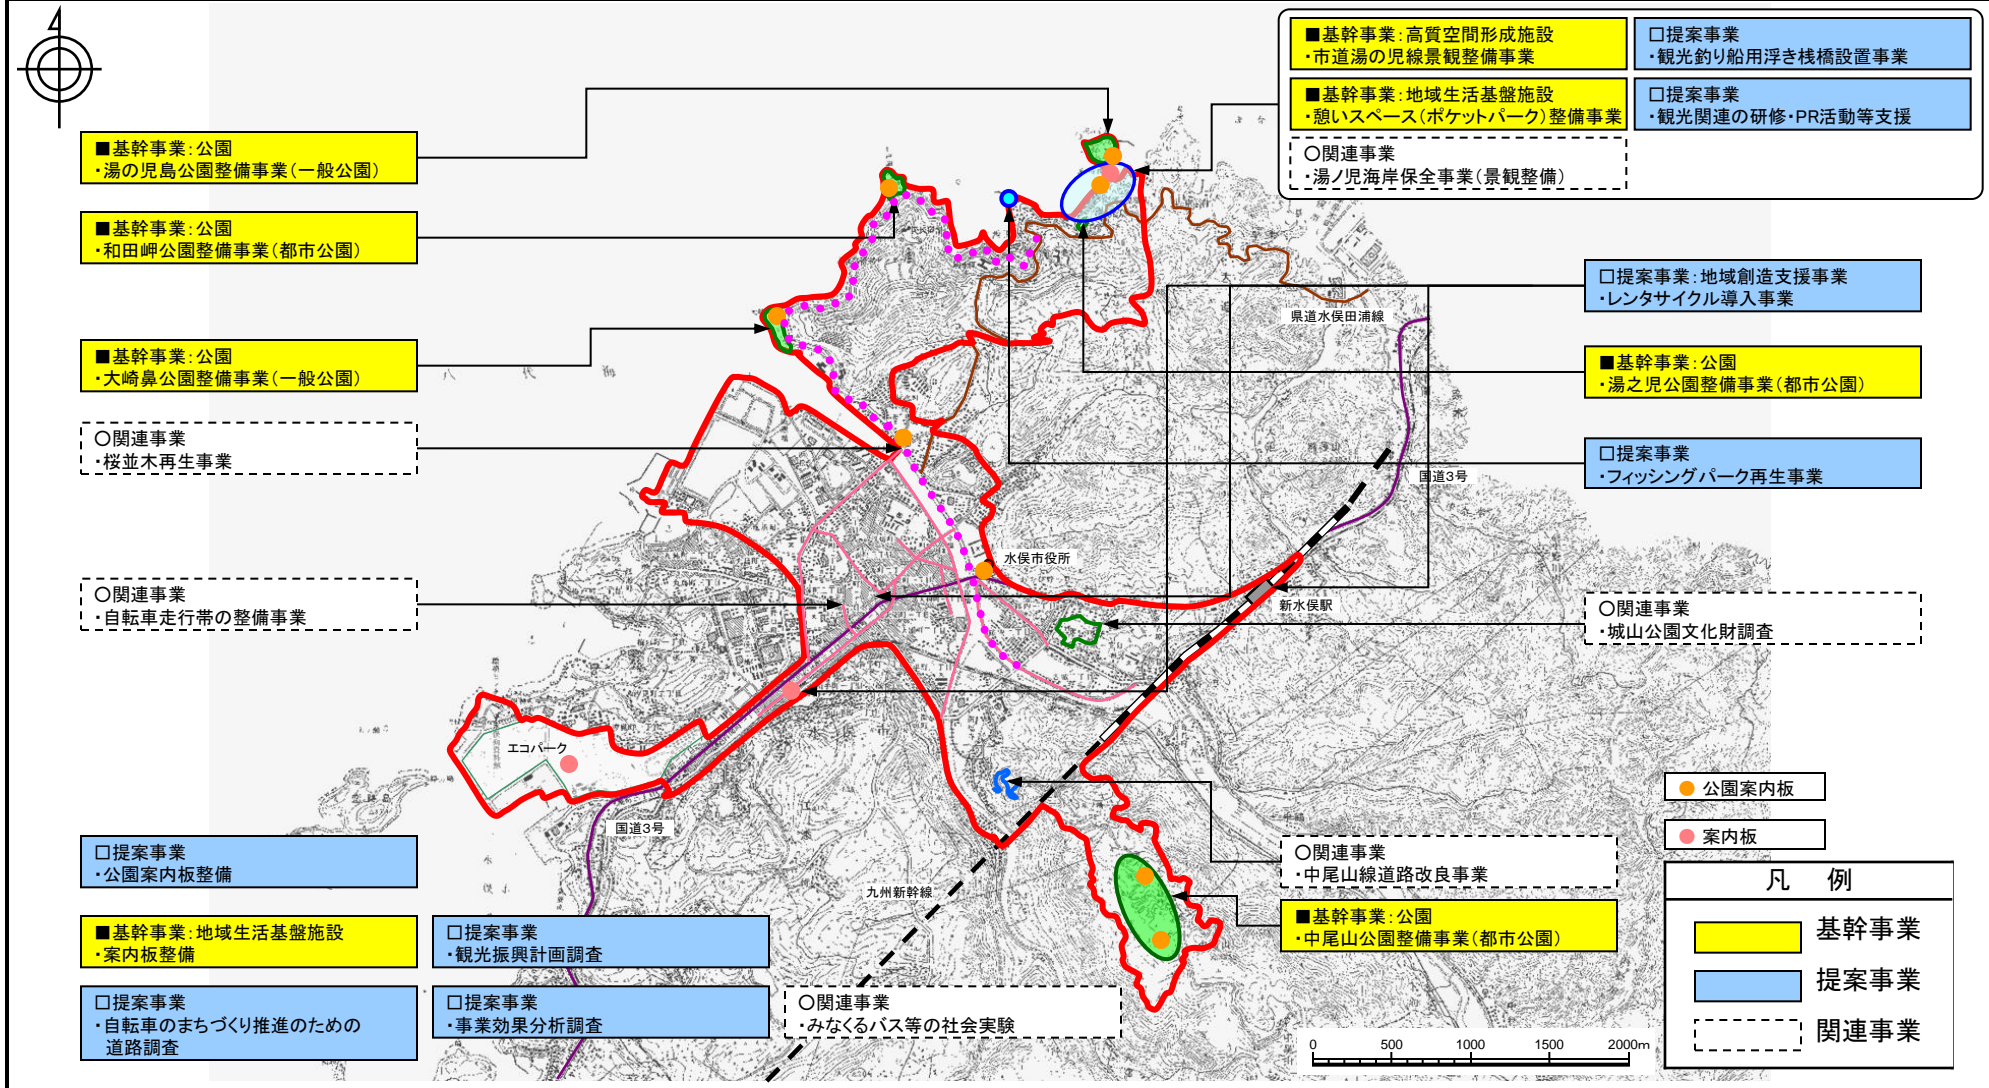 ■基幹事業:高質空間形成施設
・市道湯の児線景観整備事業
□提案事業
・観光釣り船用浮き桟橋設置事業
■基幹事業:地域生活基盤施設
・憩いスペース(ポケットパーク)整備事業
□提案事業
・観光関連の研修・PR活動等支援
○関連事業
・湯ノ児海岸保全事業(景観整備)
■基幹事業:公園
・湯の児島公園整備事業(一般公園)
■基幹事業:公園
・和田岬公園整備事業(都市公園)
□提案事業:地域創造支援事業
・レンタサイクル導入事業
県道水俣田浦線
■基幹事業:公園
・大崎鼻公園整備事業(一般公園)
八代海
■基幹事業:公園
・湯之児公園整備事業(都市公園)
○関連事業
・桜並木再生事業
□提案事業
・フィッシングパーク再生事業
国道3号
水俣市役所
○関連事業
・自転車走行帯の整備事業
新水俣駅
○関連事業
・城山公園文化財調査
エコパーク
公園案内板
案内板
国道3号
□提案事業
・公園案内板整備
○関連事業
・中尾山線道路改良事業
九州新幹線
凡 例
基幹事業
提案事業
関連事業
■基幹事業:地域生活基盤施設
・案内板整備
□提案事業
・観光振興計画調査
■基幹事業:公園
・中尾山公園整備事業(都市公園)
□提案事業
・自転車のまちづくり推進のための
道路調査
□提案事業
・事業効果分析調査
○関連事業
・みなくるバス等の社会実験
0 500 1000 1500 2000m